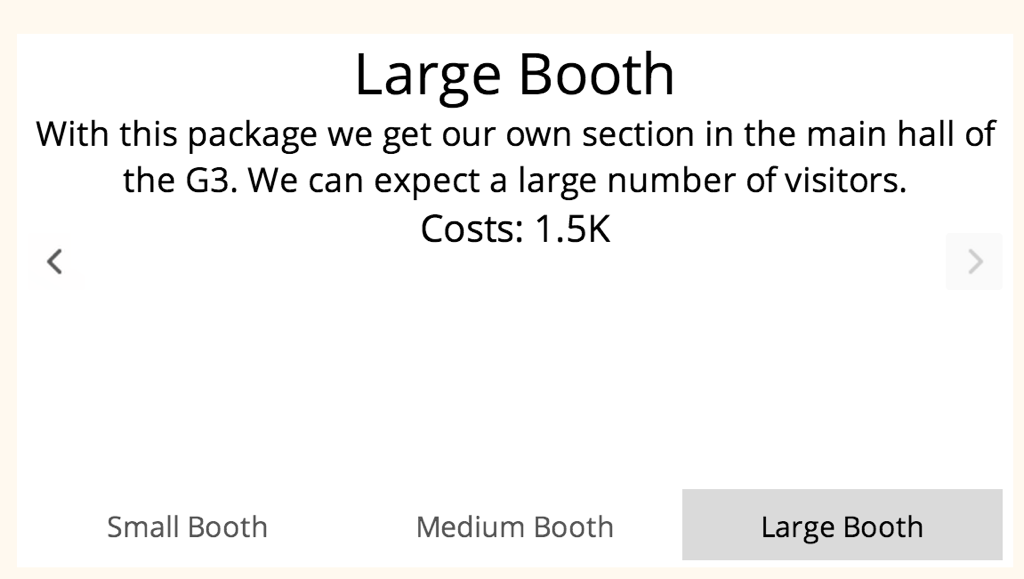 Large Booth
With this package we get our own section in the main hall of
the G3. We can expect a large number of visitors.
Costs: 1.5K
Small Booth
Medium Booth
Large Booth